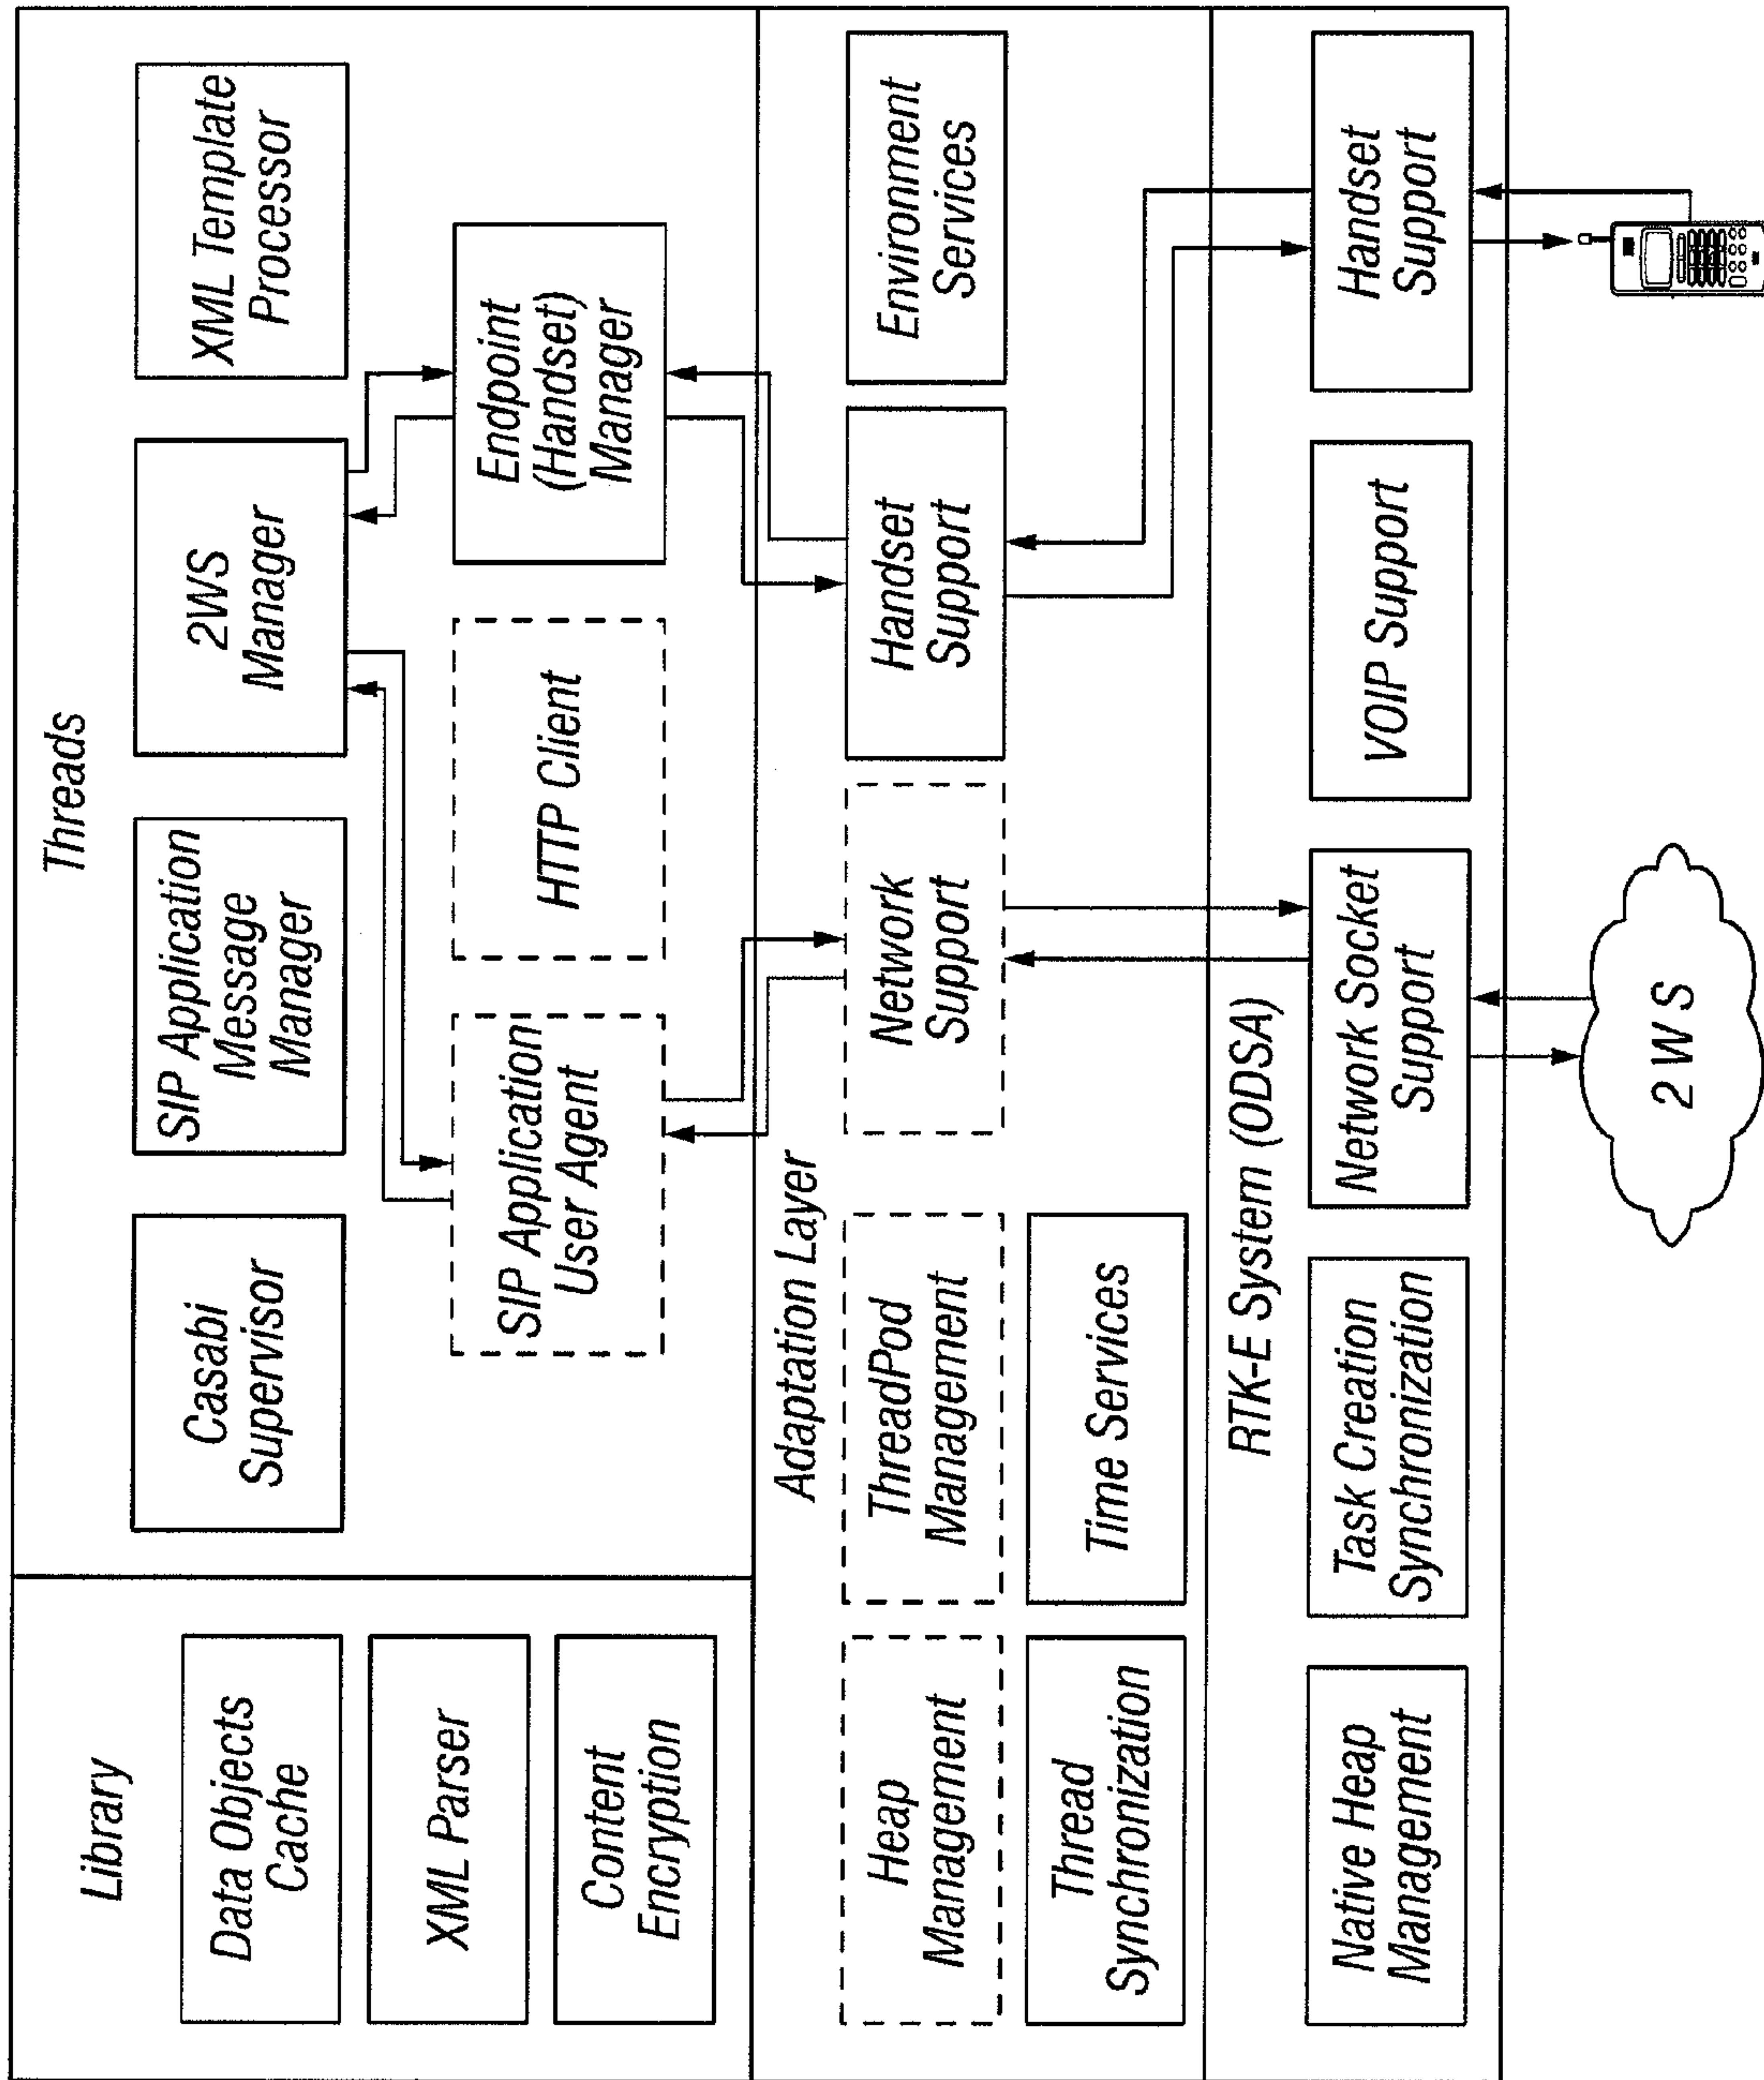 Library
Data Objects
Cache
XML Parser
Content
Encryption
Threads
Casabi
Supervisor
SIP Application
Message
Manager
2WS
Manager
XML Template
Processor
SIP Application
User Agent
HTTP Client
Endpoint
(Handset)
Manager
Adaptation Layer
Heap
Management
ThreadPod
Management
Network
Support
Handset
Support
Environment
Services
Thread
Synchronization
Time Services
RTK-E System (ODSA)
Native Heap
Management
Task Creation
Synchronization
Network Socket
Support
VOIP Support
Handset
Support
2 W S